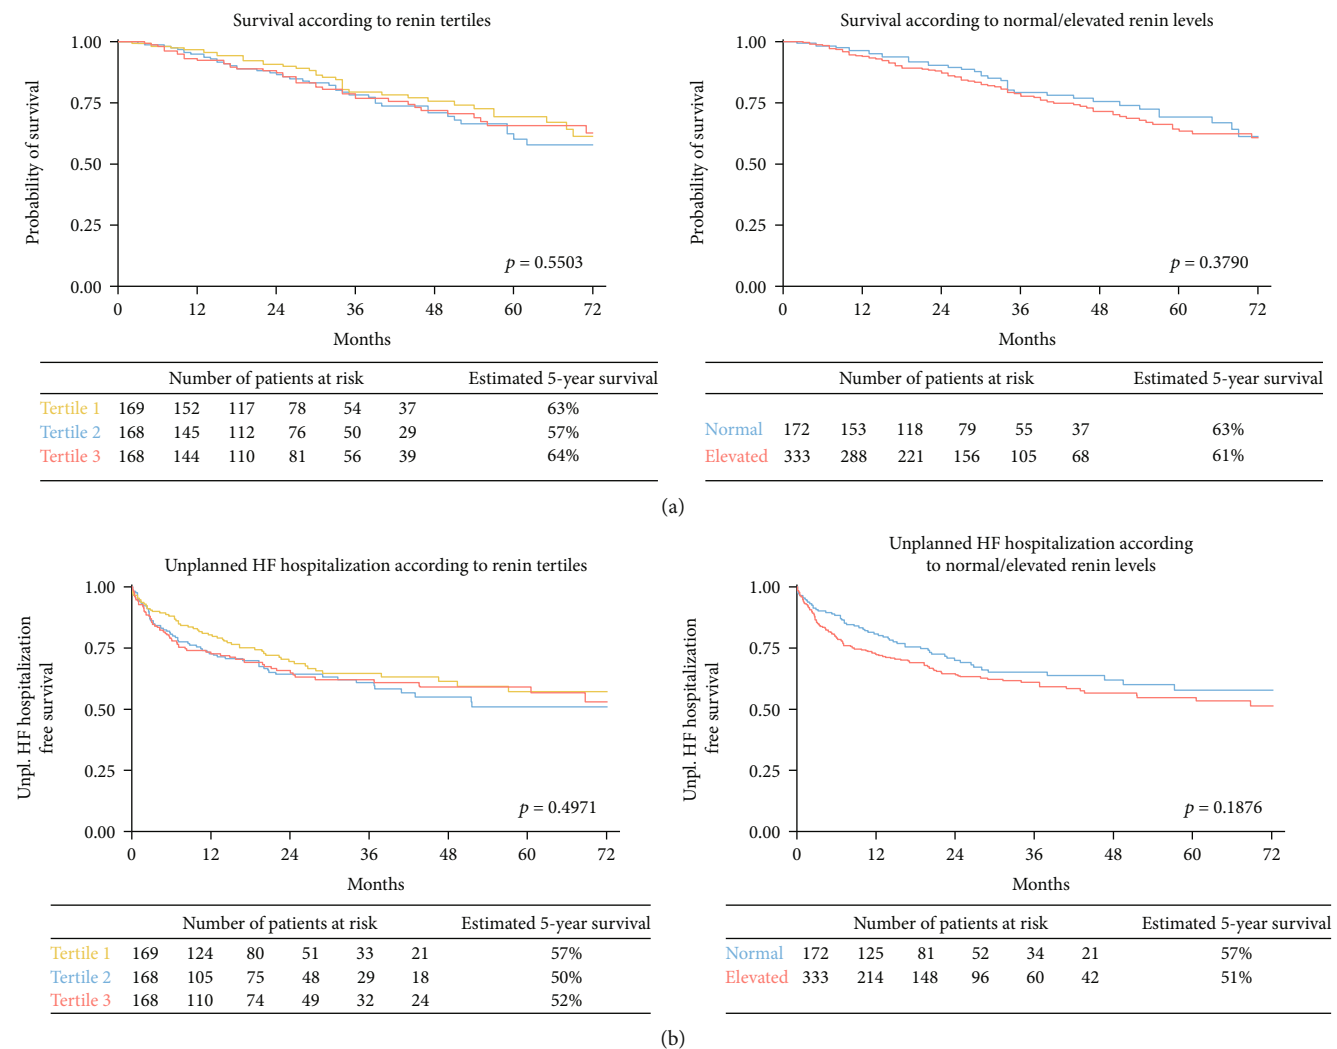 Survival according to renin tertiles
1.00
0.75
0.50
0.25
0.00
Probability of survival
p = 0.5503
0 12 24 36 48 60 72
Months
Number of patients at risk Estimated 5-year survival
Tertile 1 169 152 117 78 54 37 63%
Tertile 2 168 145 112 76 50 29 57%
Tertile 3 168 144 110 81 56 39 64%
Survival according to normal/elevated renin levels
1.00
0.75
0.50
0.25
0.00
Probability of survival
p = 0.3790
0 12 24 36 48 60 72
Months
Number of patients at risk Estimated 5-year survival
Normal 172 153 118 79 55 37 63%
Elevated 333 288 221 156 105 68 61%
(a)
Unplanned HF hospitalization according to renin tertiles
1.00
0.75
0.50
0.25
0.00
Unpl. HF hospitalization
free survival
p = 0.4971
0 12 24 36 48 60 72
Months
Number of patients at risk Estimated 5-year survival
Tertile 1 169 124 80 51 33 21 57%
Tertile 2 168 105 75 48 29 18 50%
Tertile 3 168 110 74 49 32 24 52%
Unplanned HF hospitalization according
to normal/elevated renin levels
1.00
0.75
0.50
0.25
0.00
Unpl. HF hospitalization
free survival
p = 0.1876
0 12 24 36 48 60 72
Months
Number of patients at risk Estimated 5-year survival
Normal 172 125 81 52 34 21 57%
Elevated 333 214 148 96 60 42 51%
(b)